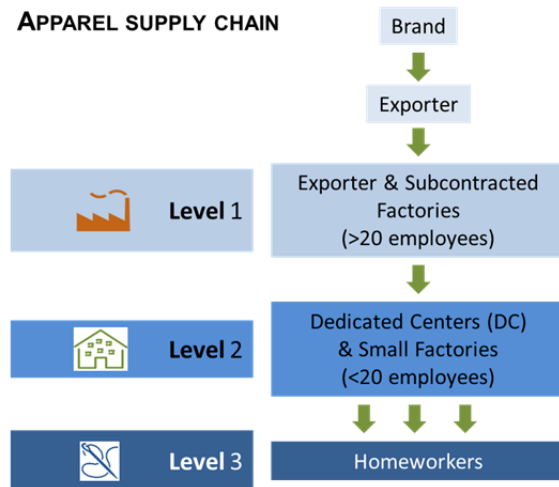 APPAREL SUPPLY CHAIN
Brand
Exporter
Level 1
Exporter & Subcontracted
Factories
(>20 employees)
Level 2
Dedicated Centers (DC)
& Small Factories
(<20 employees)
Level 3
Homeworkers